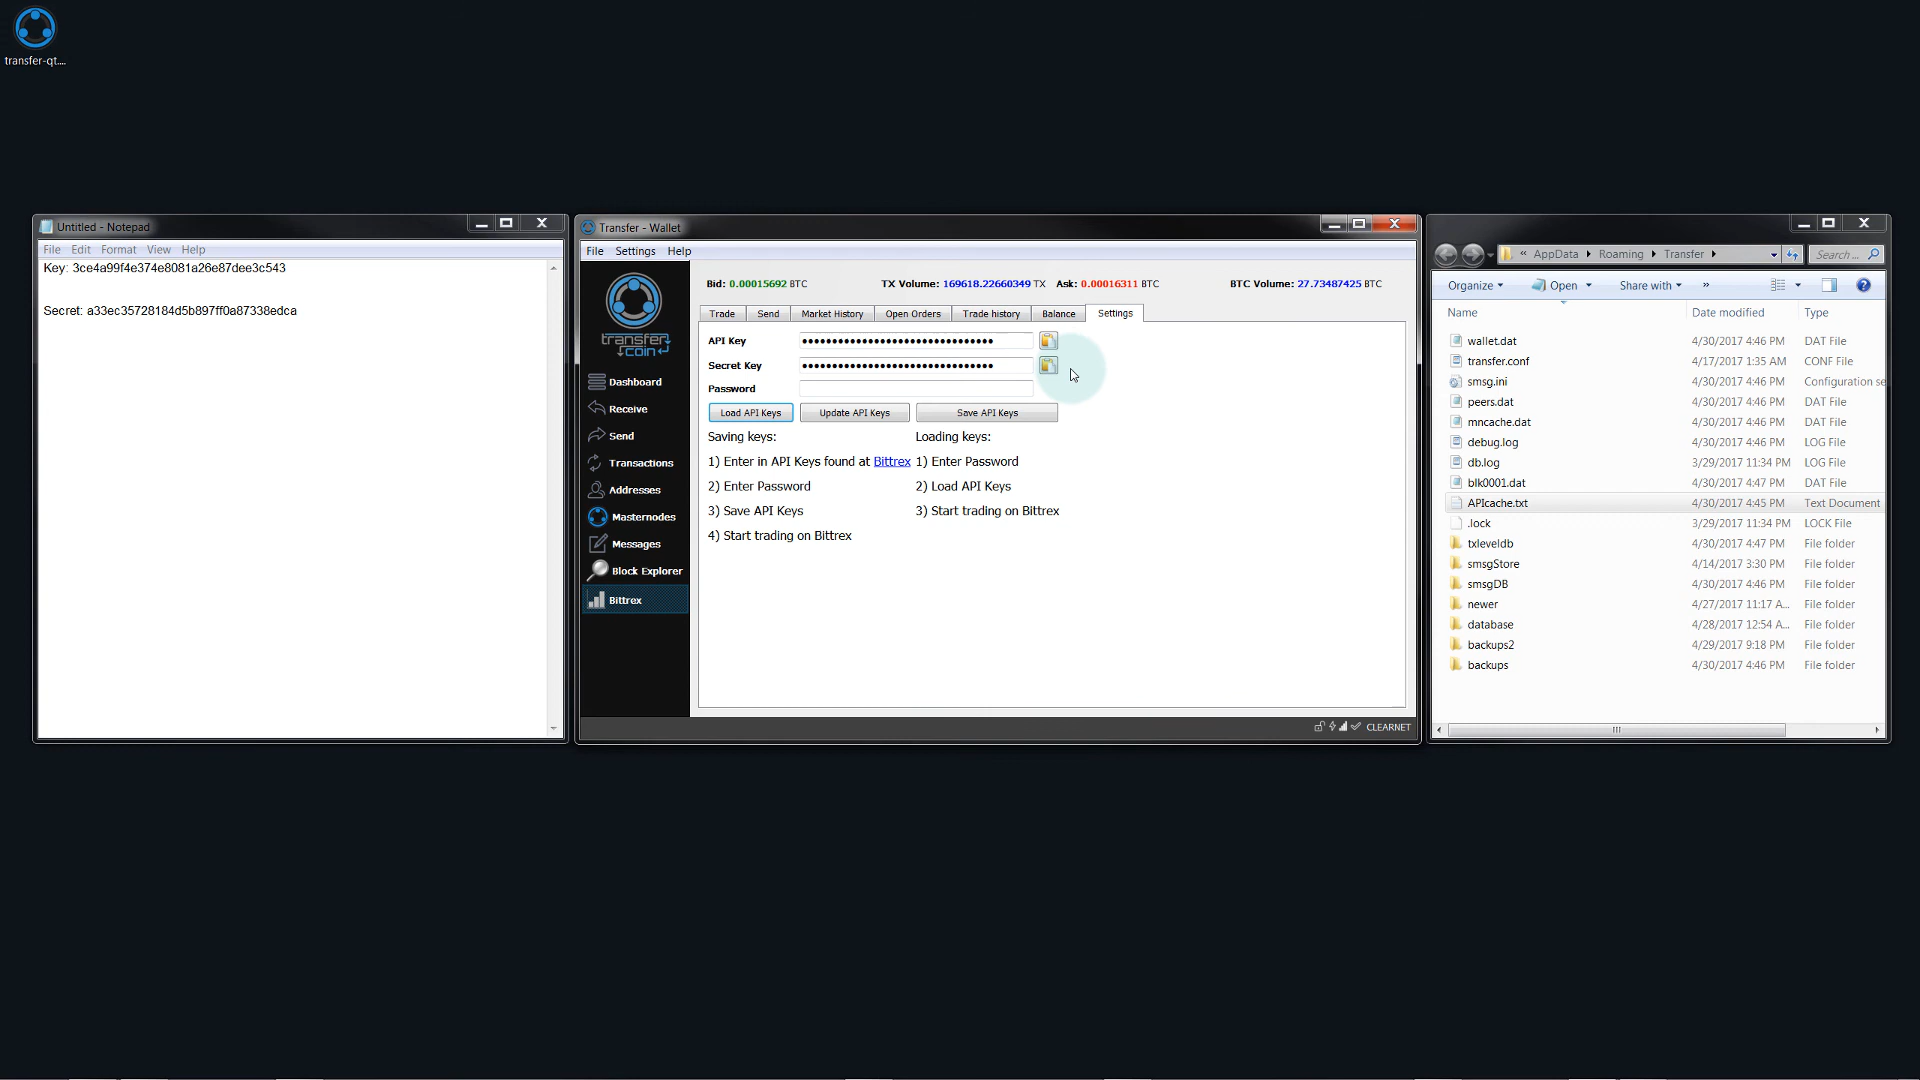 transfer-qt....
Untitled - Notepad
File Edit Format View Help
Key: 3ce4a99f4e374e8081a26e87dee3c543
Secret: a33ec35728184d5b897ff0a87338edca
Transfer - Wallet
File Settings Help
transfer
coin
Dashboard
Receive
Send
Transactions
Addresses
Masternodes
Messages
Block Explorer
Bittrex
Bid: 0.00015692 BTC TX Volume: 169618.22660349 TX Ask: 0.00016311 BTC BTC Volume: 27.73487425 BTC
Trade Send Market History Open Orders Trade history Balance Settings
API Key ••••••••••••••••••••••••••••••••
Secret Key ••••••••••••••••••••••••••••••••
Password
Load API Keys Update API Keys Save API Keys
Saving keys: Loading keys:
1) Enter in API Keys found at Bittrex 1) Enter Password
2) Enter Password 2) Load API Keys
3) Save API Keys 3) Start trading on Bittrex
4) Start trading on Bittrex
CLEARNET
« AppData Roaming Transfer Search ...
Organize Open Share with »
Name Date modified Type
wallet.dat 4/30/2017 4:46 PM DAT File
transfer.conf 4/17/2017 1:35 AM CONF File
smsg.ini 4/30/2017 4:46 PM Configuration se
peers.dat 4/30/2017 4:46 PM DAT File
mncache.dat 4/30/2017 4:46 PM DAT File
debug.log 4/30/2017 4:46 PM LOG File
db.log 3/29/2017 11:34 PM LOG File
blk0001.dat 4/30/2017 4:47 PM DAT File
APIcache.txt 4/30/2017 4:45 PM Text Document
.lock 3/29/2017 11:34 PM LOCK File
txleveldb 4/30/2017 4:47 PM File folder
smsgStore 4/14/2017 3:30 PM File folder
smsgDB 4/30/2017 4:46 PM File folder
newer 4/27/2017 11:17 A... File folder
database 4/28/2017 12:54 A... File folder
backups2 4/29/2017 9:18 PM File folder
backups 4/30/2017 4:46 PM File folder